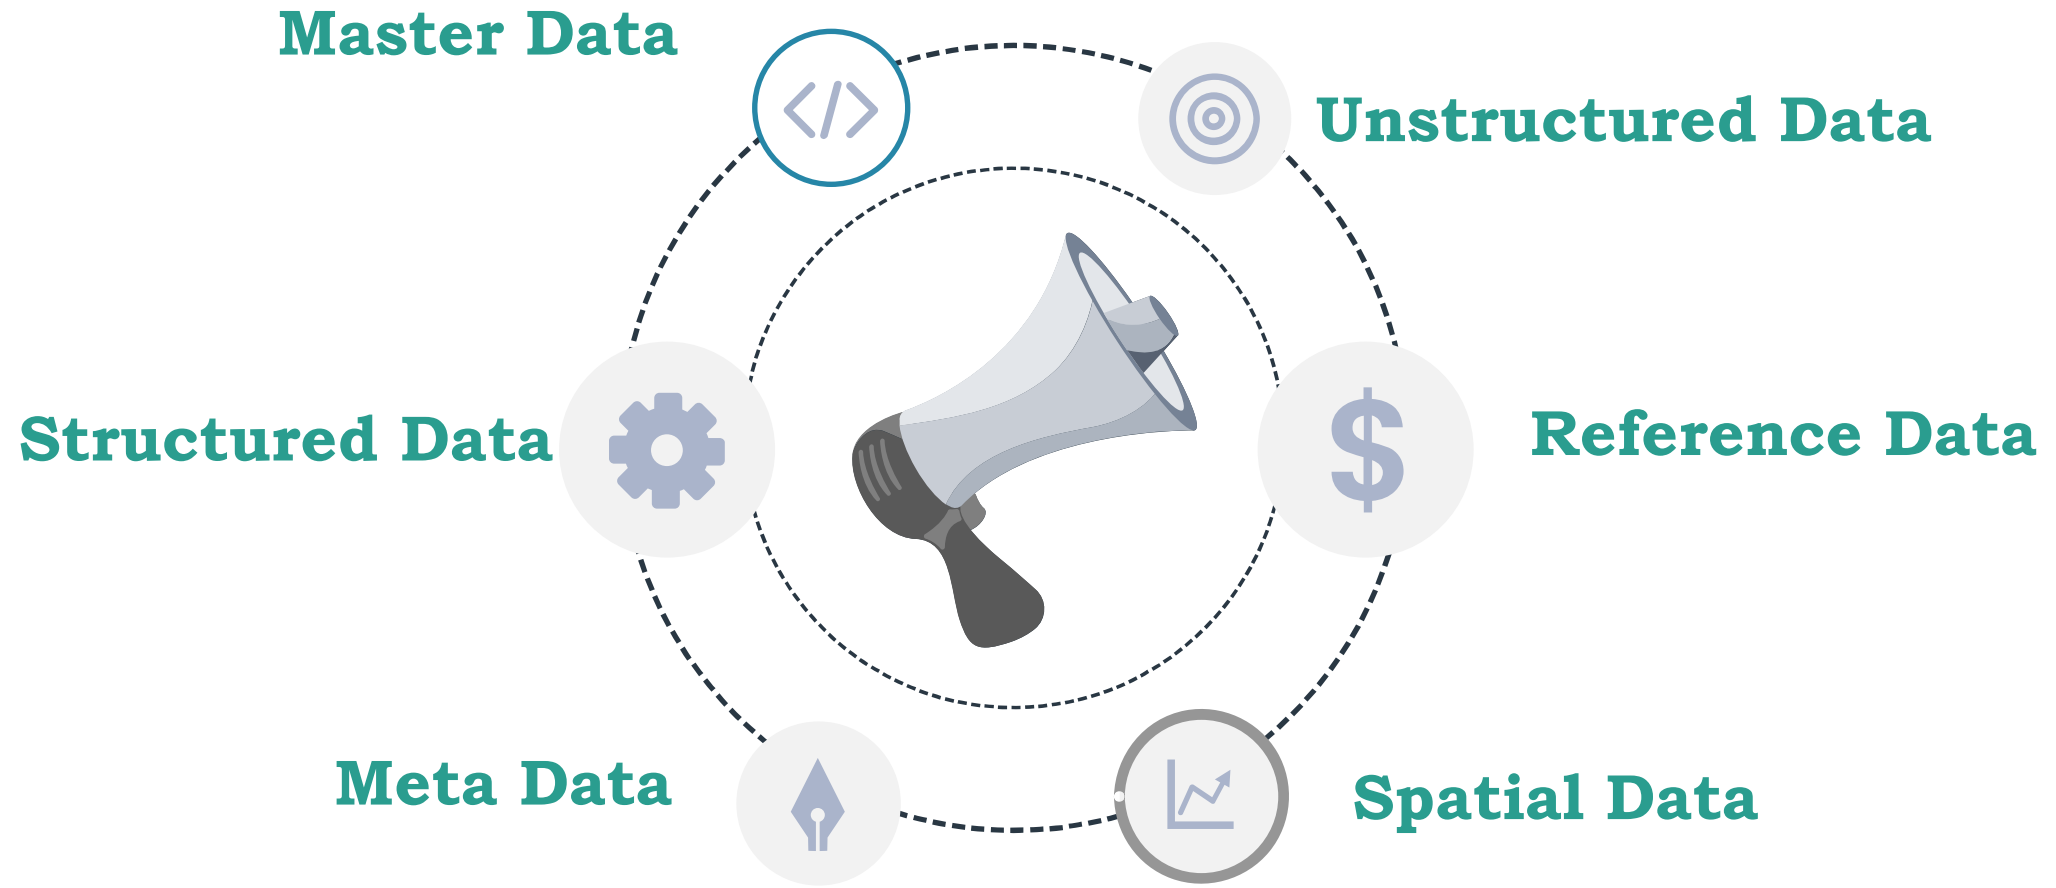 Master Data
Unstructured Data
Structured Data
Reference Data
Meta Data
Spatial Data